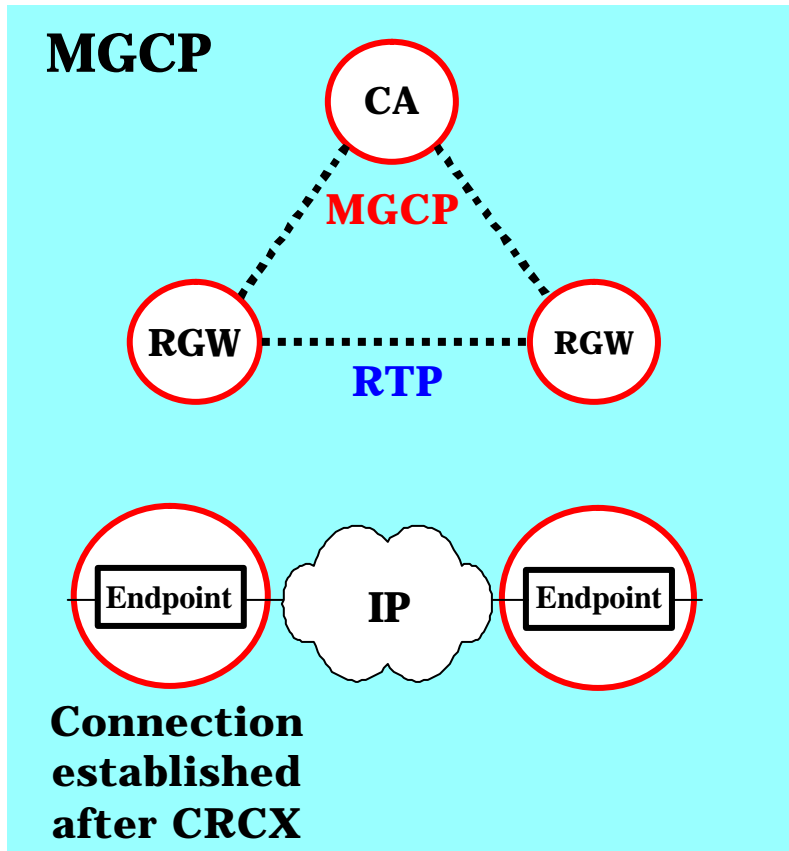 MGCP
CA
MGCP
RGW
RGW
RTP
Endpoint
IP
Endpoint
Connection
established
after CRCX